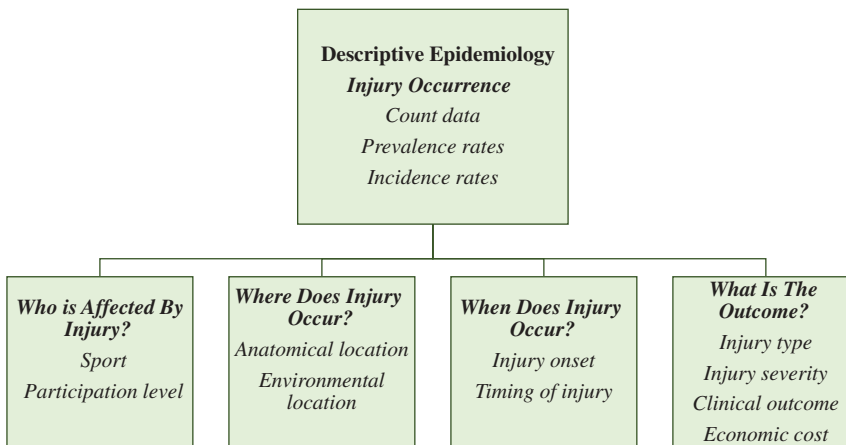 Descriptive Epidemiology
Injury Occurrence
Count data
Prevalence rates
Incidence rates
Who is Affected By
Injury?
Sport
Participation level
Where Does Injury
Occur?
Anatomical location
Environmental
location
When Does Injury
Occur?
Injury onset
Timing of injury
What Is The
Outcome?
Injury type
Injury severity
Clinical outcome
Economic cost